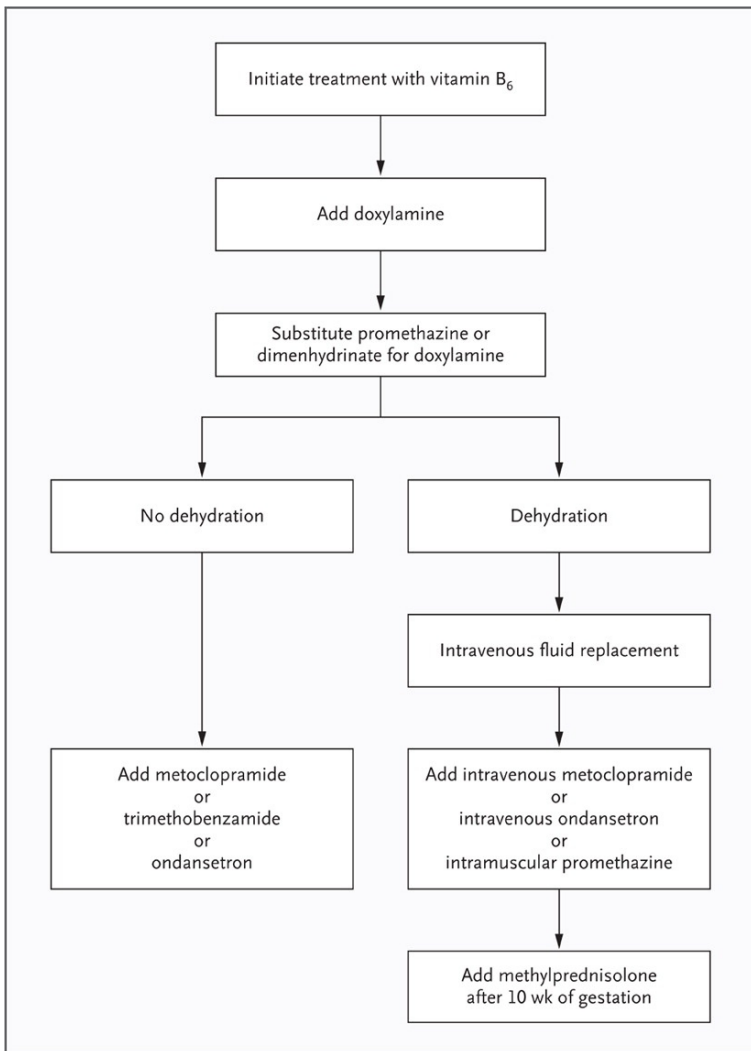 Initiate treatment with vitamin B₆
Add doxylamine
Substitute promethazine or
dimenhydrinate for doxylamine
No dehydration
Dehydration
Intravenous fluid replacement
Add metoclopramide
or
trimethobenzamide
or
ondansetron
Add intravenous metoclopramide
or
intravenous ondansetron
or
intramuscular promethazine
Add methylprednisolone
after 10 wk of gestation